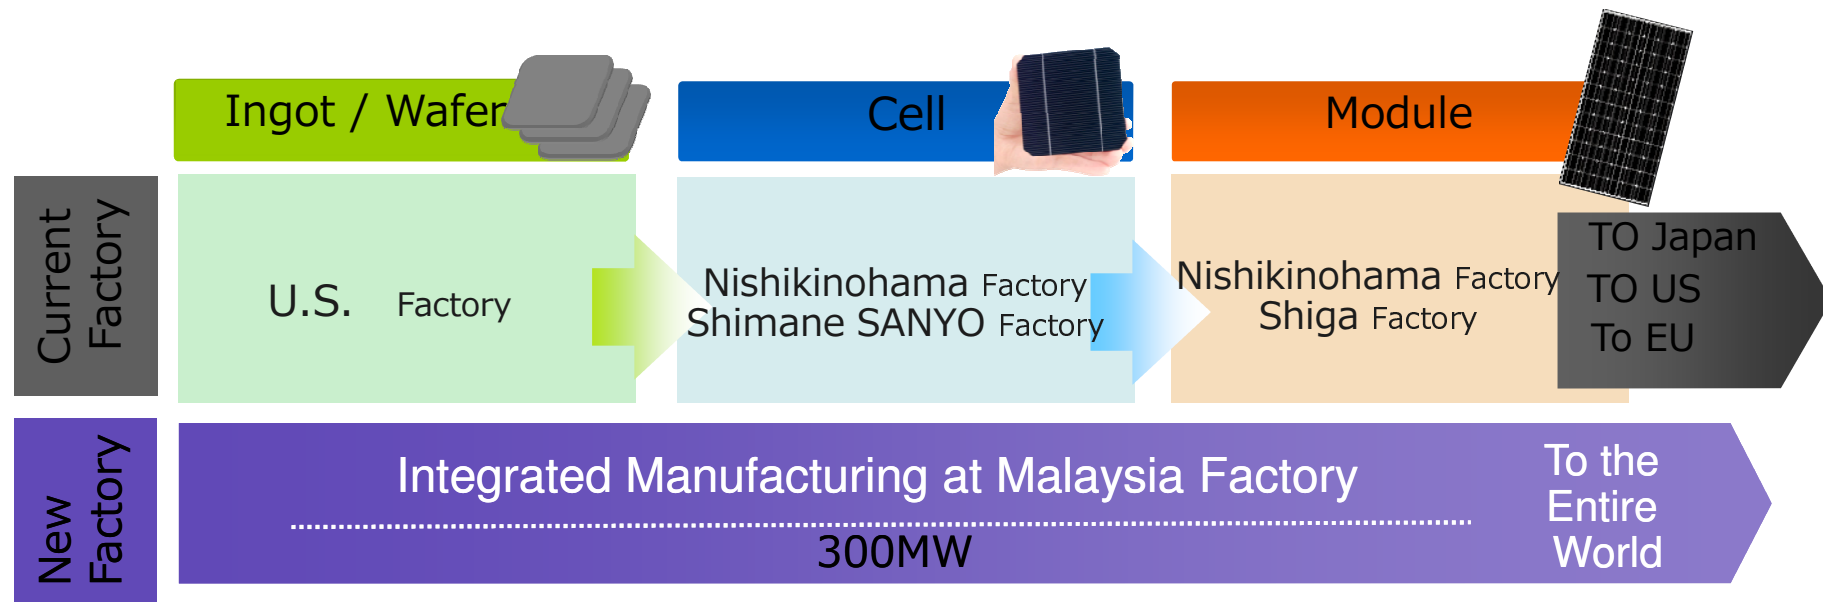 Ingot / Wafer
Cell
Module
Current
Factory
U.S. Factory
Nishikinohama Factory
Shimane SANYO Factory
Nishikinohama Factory
Shiga Factory
TO Japan
TO US
To EU
New
Factory
Integrated Manufacturing at Malaysia Factory
300MW
To the
Entire
World